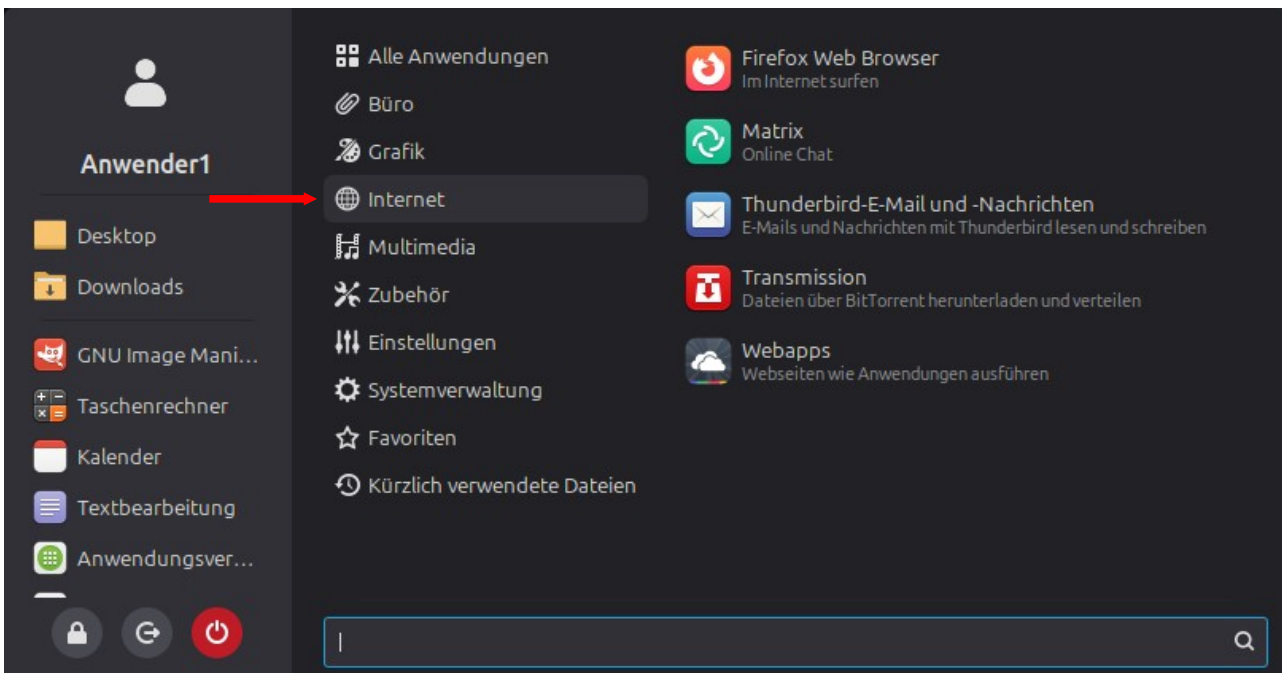 Anwender1
Desktop
Downloads
GNU Image Mani...
Taschenrechner
Kalender
Textbearbeitung
Anwendungsver...
Alle Anwendungen
Büro
Grafik
Internet
Multimedia
Zubehör
Einstellungen
Systemverwaltung
Favoriten
Kürzlich verwendete Dateien
Firefox Web Browser
Im Internet surfen
Matrix
Online Chat
Thunderbird-E-Mail und -Nachrichten
E-Mails und Nachrichten mit Thunderbird lesen und schreiben
Transmission
Dateien über BitTorrent herunterladen und verteilen
Webapps
Webseiten wie Anwendungen ausführen